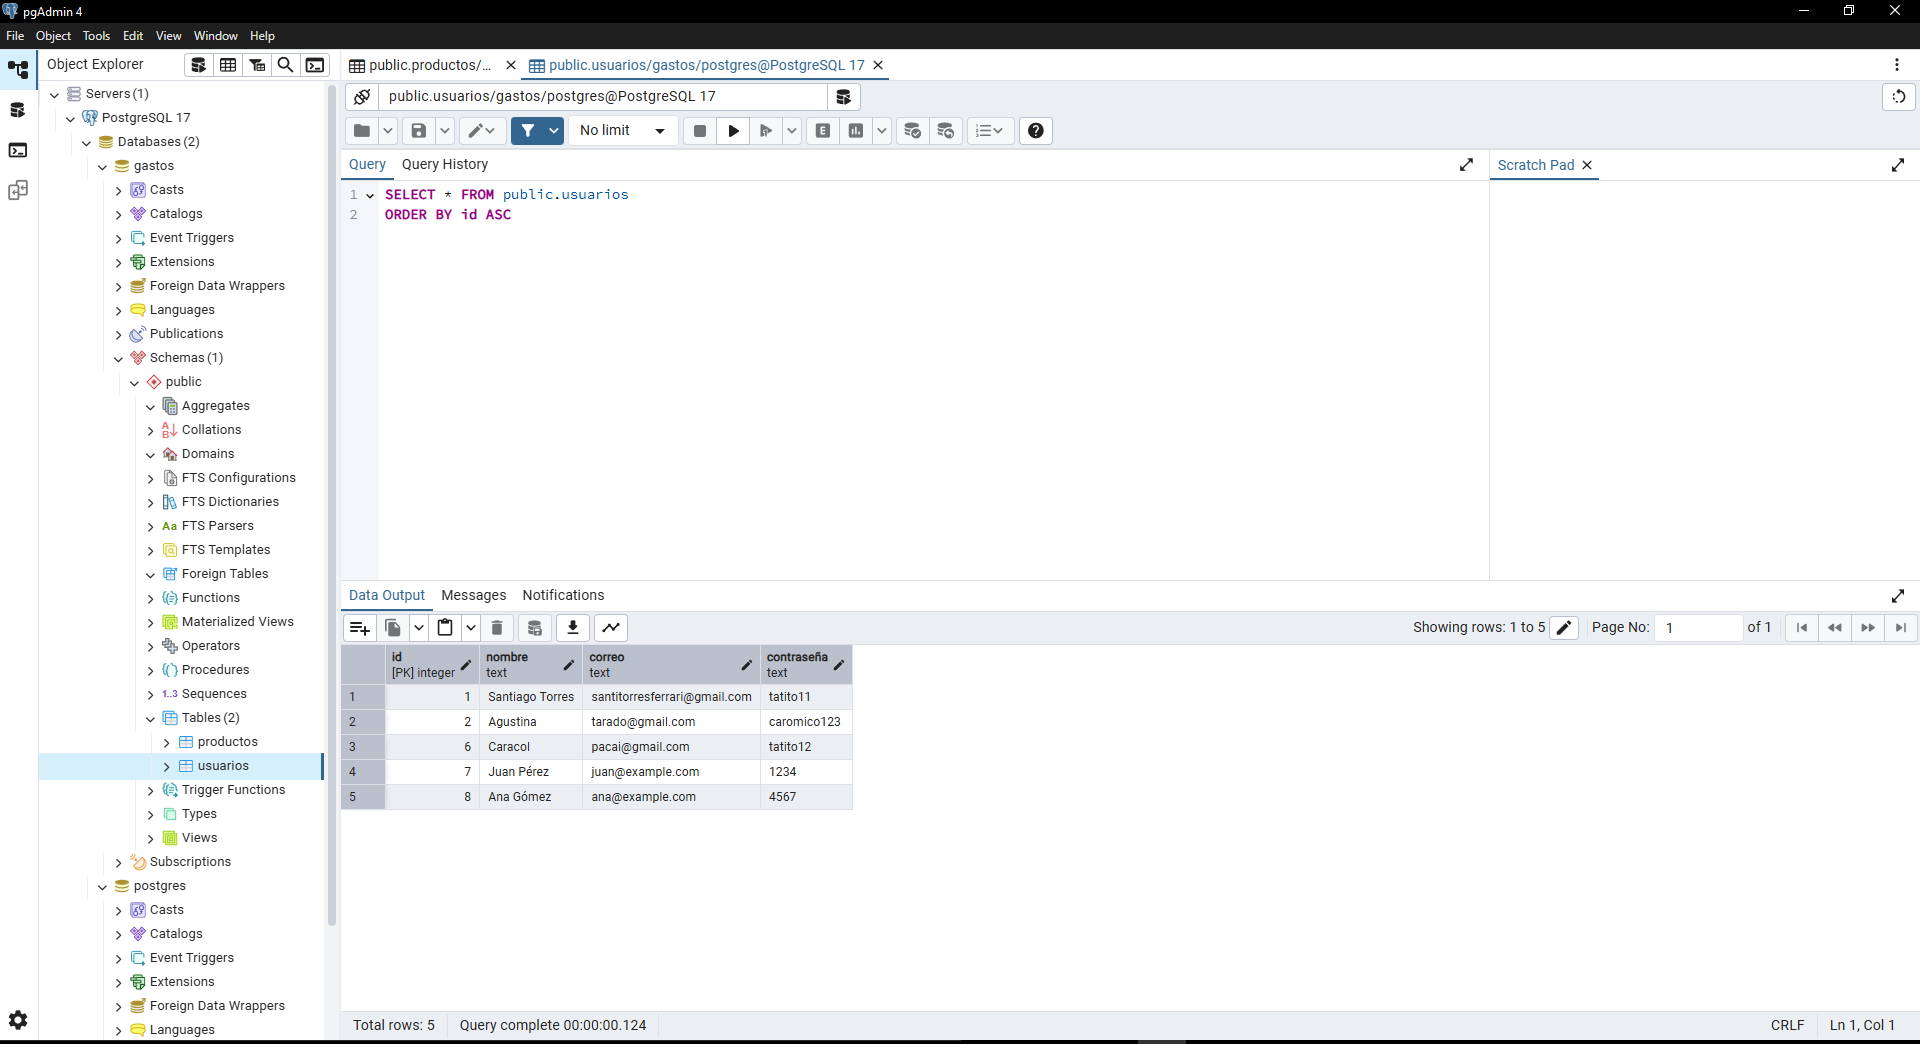 pgAdmin 4
File Object Tools Edit View Window Help
Object Explorer
Servers (1)
PostgreSQL 17
Databases (2)
gastos
Casts
Catalogs
Event Triggers
Extensions
Foreign Data Wrappers
Languages
Publications
Schemas (1)
public
Aggregates
Collations
Domains
FTS Configurations
FTS Dictionaries
Aa FTS Parsers
FTS Templates
Foreign Tables
Functions
Materialized Views
Operators
Procedures
1..3 Sequences
Tables (2)
productos
usuarios
Trigger Functions
Types
Views
Subscriptions
postgres
Casts
Catalogs
Event Triggers
Extensions
Foreign Data Wrappers
Languages
public.productos/...
public.usuarios/gastos/postgres@PostgreSQL 17
public.usuarios/gastos/postgres@PostgreSQL 17
No limit
E
Query Query History
Scratch Pad
1 SELECT * FROM public.usuarios
2 ORDER BY id ASC
Data Output Messages Notifications
Showing rows: 1 to 5 Page No: 1 of 1
id nombre correo contraseña
[PK] integer text text text
1 1 Santiago Torres santitorresferrari@gmail.com tatito11
2 2 Agustina tarado@gmail.com caromico123
3 6 Caracol pacai@gmail.com tatito12
4 7 Juan Pérez juan@example.com 1234
5 8 Ana Gómez ana@example.com 4567
Total rows: 5 Query complete 00:00:00.124
CRLF Ln 1, Col 1